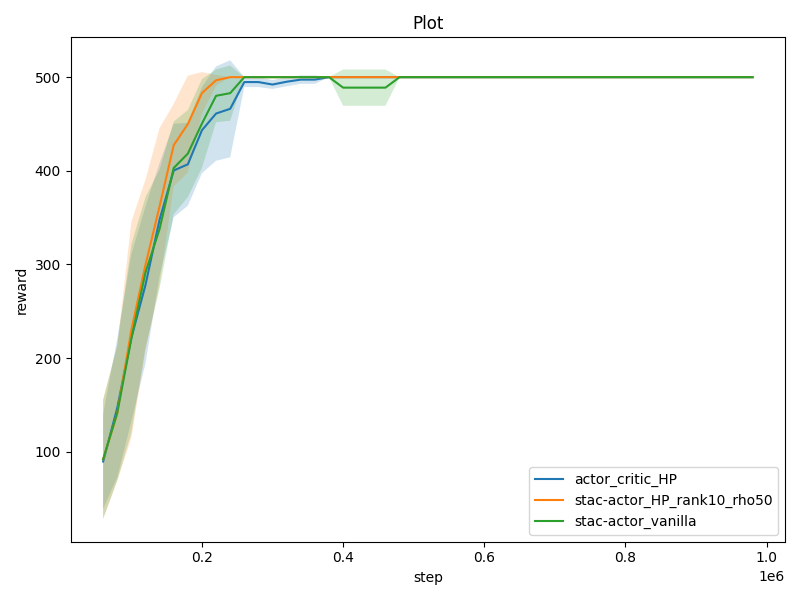 Plot
reward
500
400
300
200
100
actor_critic_HP
stac-actor_HP_rank10_rho50
stac-actor_vanilla
0.2
0.4
0.6
0.8
1.0
1e6
step